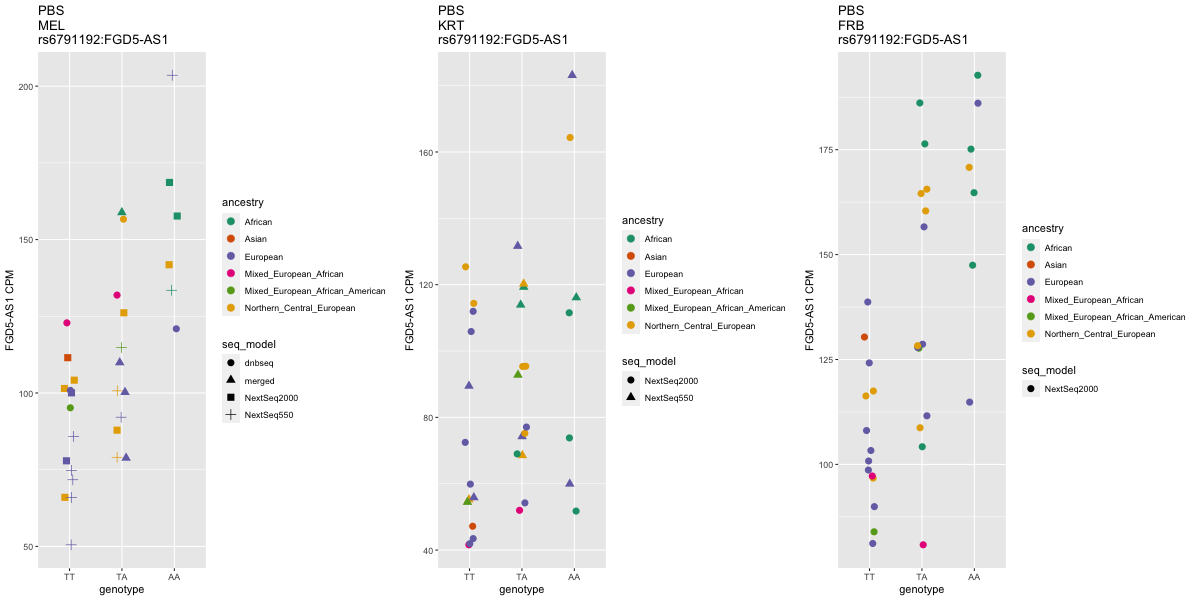 PBS
MEL
rs6791192:FGD5-AS1
FGD5-AS1 CPM
200
150
100
50
TT
TA
AA
genotype
ancestry
African
Asian
European
Mixed_European_African
Mixed_European_African_American
Northern_Central_European
seq_model
dnbseq
merged
NextSeq2000
NextSeq550
PBS
KRT
rs6791192:FGD5-AS1
FGD5-AS1 CPM
160
120
80
40
TT
TA
AA
genotype
ancestry
African
Asian
European
Mixed_European_African
Mixed_European_African_American
Northern_Central_European
seq_model
NextSeq2000
NextSeq550
PBS
FRB
rs6791192:FGD5-AS1
FGD5-AS1 CPM
175
150
125
100
TT
TA
AA
genotype
ancestry
African
Asian
European
Mixed_European_African
Mixed_European_African_American
Northern_Central_European
seq_model
NextSeq2000